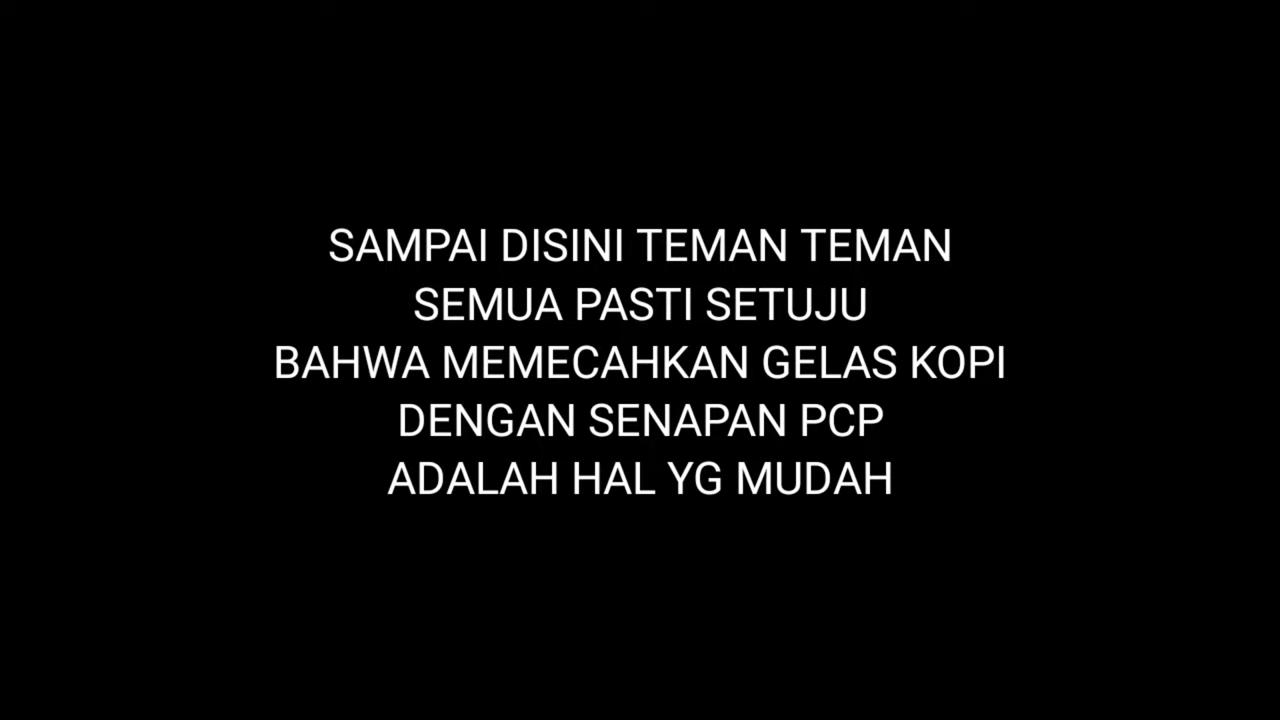 SAMPAI DISINI TEMAN TEMAN
SEMUA PASTI SETUJU
BAHWA MEMECAHKAN GELAS KOPI
DENGAN SENAPAN PCP
ADALAH HAL YG MUDAH